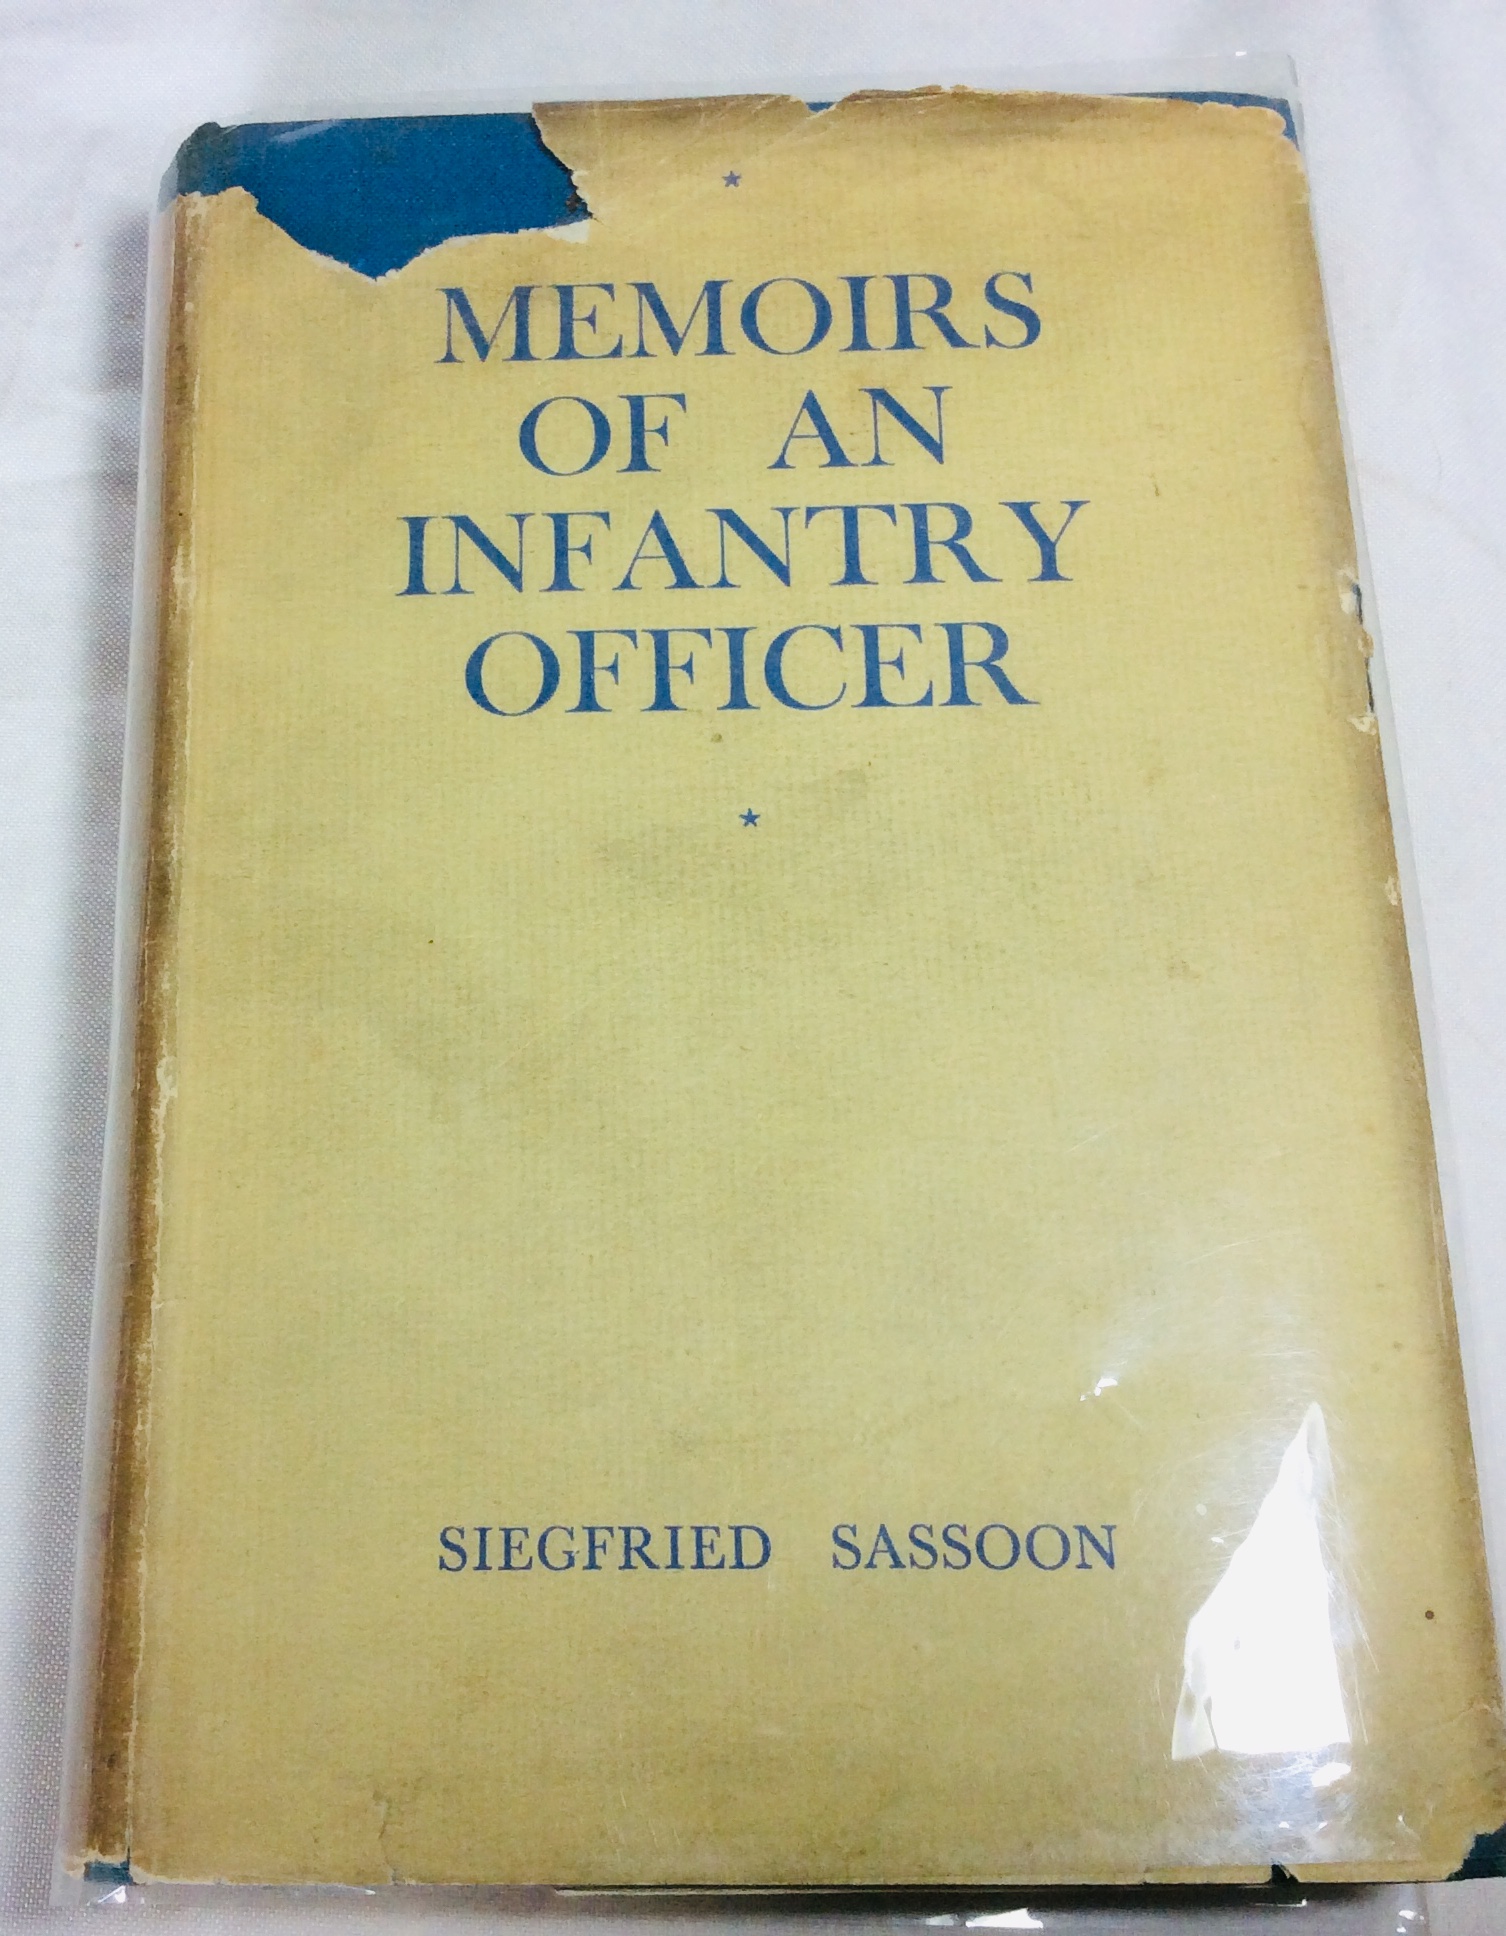 MEMOIRS
OF AN
INFANTRY
OFFICER
SIEGFRIED SASSOON